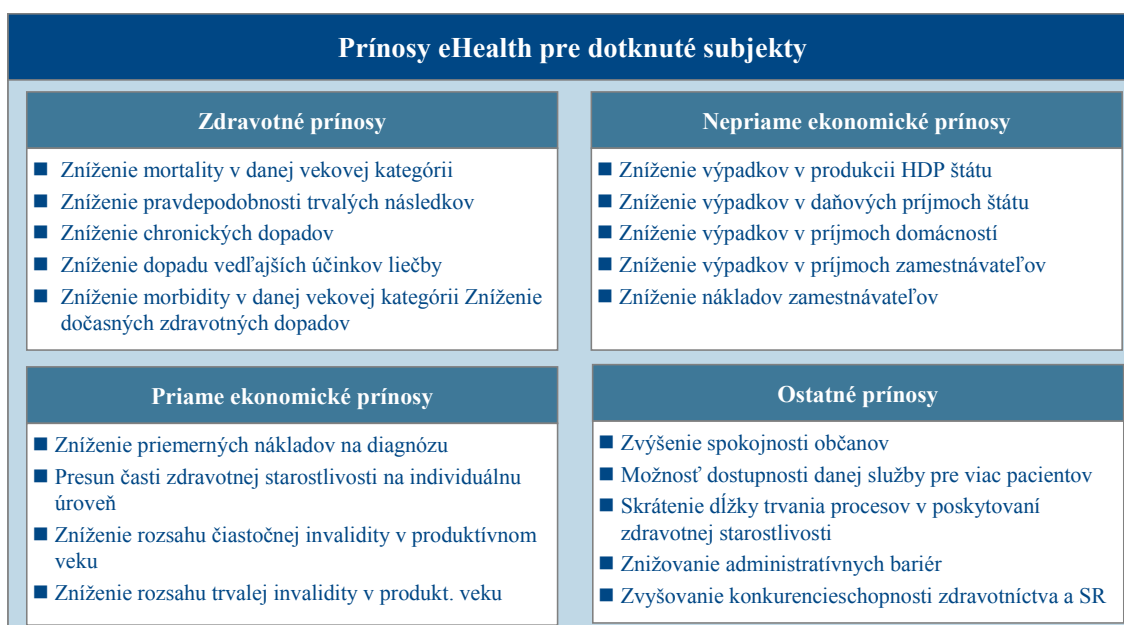 Prínosy eHealth pre dotknuté subjekty
Zdravotné prínosy
■ Zníženie mortality v danej vekovej kategórii
■ Zníženie pravdepodobnosti trvalých následkov
■ Zníženie chronických dopadov
■ Zníženie dopadu vedľajších účinkov liečby
■ Zníženie morbidity v danej vekovej kategórii Zníženie
dočasných zdravotných dopadov
Nepriame ekonomické prínosy
■ Zníženie výpadkov v produkcii HDP štátu
■ Zníženie výpadkov v daňových príjmoch štátu
■ Zníženie výpadkov v príjmoch domácností
■ Zníženie výpadkov v príjmoch zamestnávateľov
■ Zníženie nákladov zamestnávateľov
Priame ekonomické prínosy
■ Zníženie priemerných nákladov na diagnózu
■ Presun časti zdravotnej starostlivosti na individuálnu
úroveň
■ Zníženie rozsahu čiastočnej invalidity v produktívnom
veku
■ Zníženie rozsahu trvalej invalidity v produkt. veku
Ostatné prínosy
■ Zvýšenie spokojnosti občanov
■ Možnosť dostupnosti danej služby pre viac pacientov
■ Skrátenie dĺžky trvania procesov v poskytovaní
zdravotnej starostlivosti
■ Znižovanie administratívnych bariér
■ Zvyšovanie konkurencieschopnosti zdravotníctva a SR